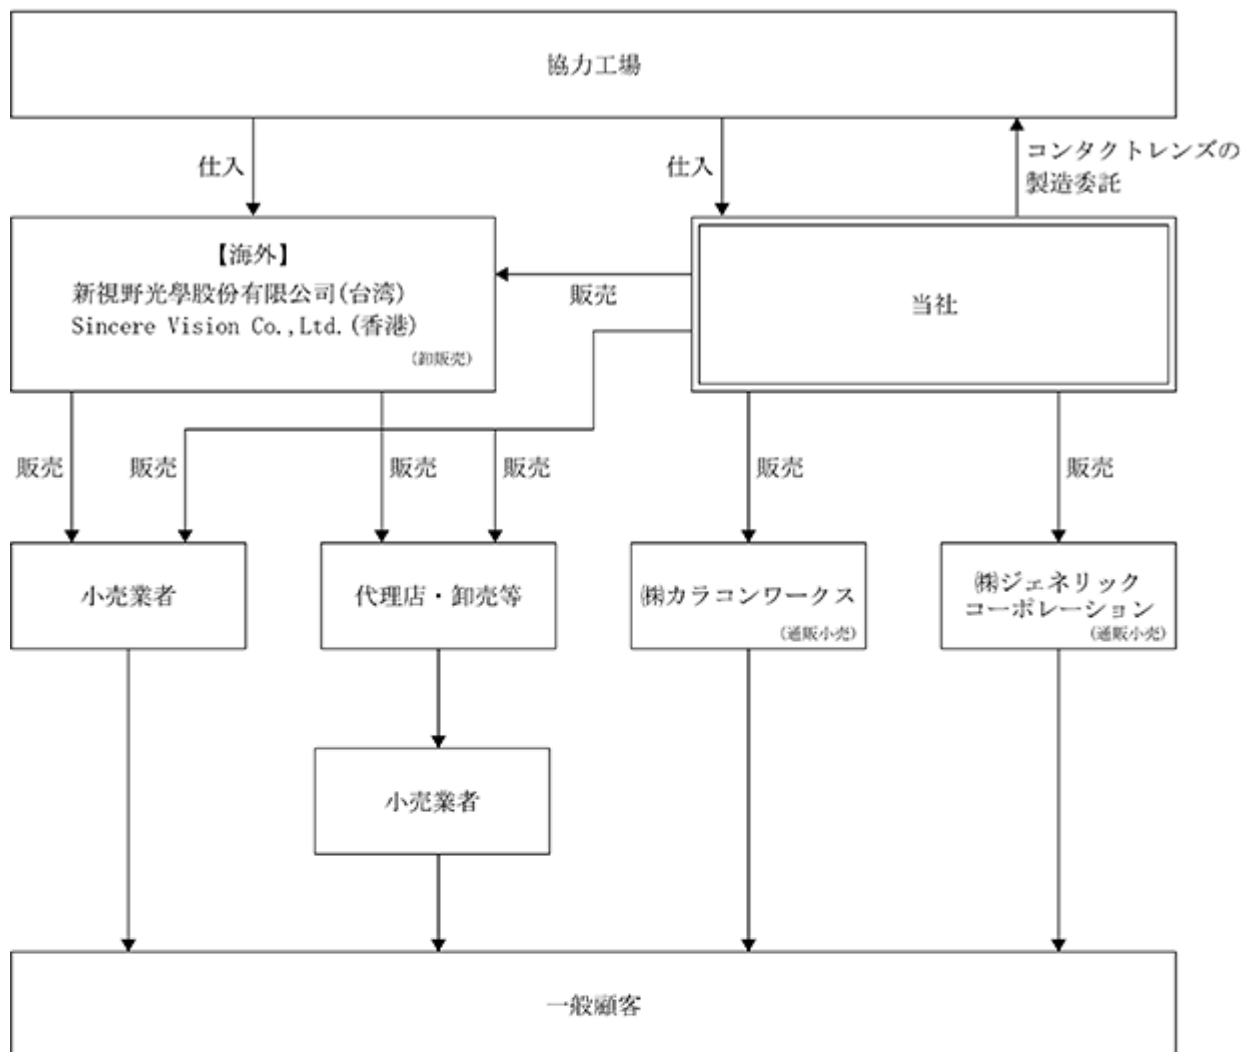 協力工場
仕入
仕入
コンタクトレンズの
製造委託
【海外】
新視野光學股份有限公司(台湾)
Sincere Vision Co.,Ltd.(香港)
(卸販売)
販売
当社
販売
販売
販売
販売
販売
販売
小売業者
代理店・卸売等
㈱カラコンワークス
(通販小売)
㈱ジェネリック
コーポレーション
(通販小売)
小売業者
一般顧客